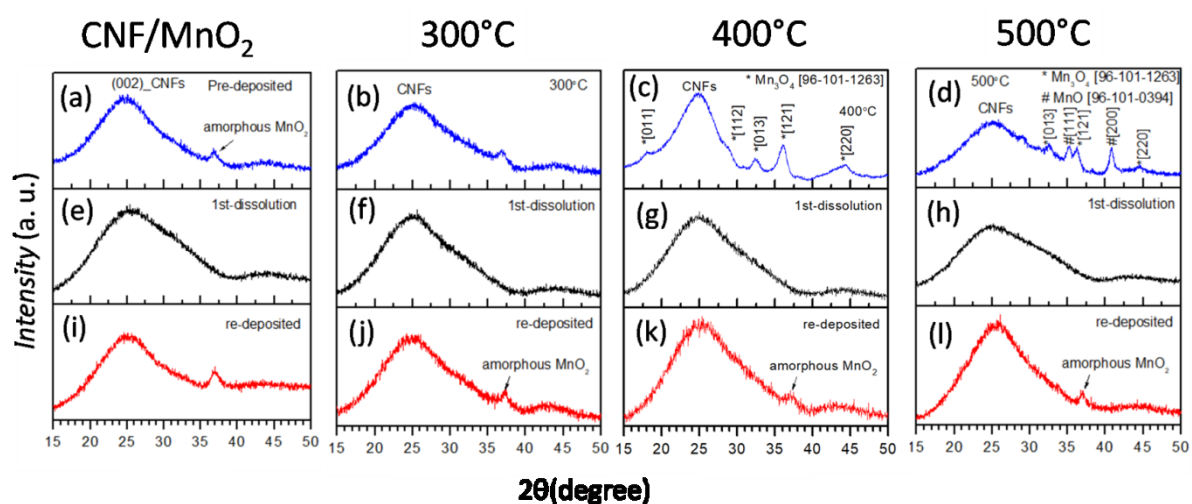 CNF/MnO₂
300°C
400°C
500°C
Intensity (a. u.)
(a)
(002)_CNFs
Pre-deposited
amorphous MnO₂
(b)
CNFs
300°C
(c)
CNFs
* Mn₃O₄ [96-101-1263]
400°C
*[011]
*[112]
*[013]
*[121]
*[220]
(d)
500°C
CNFs
* Mn₃O₄ [96-101-1263]
# MnO [96-101-0394]
*[013]
#[111]
*[121]
#[200]
*[220]
(e)
1st-dissolution
(f)
1st-dissolution
(g)
1st-dissolution
(h)
1st-dissolution
(i)
re-deposited
(j)
re-deposited
amorphous MnO₂
(k)
re-deposited
amorphous MnO₂
(l)
re-deposited
amorphous MnO₂
15 20 25 30 35 40 45 50
15 20 25 30 35 40 45 50
15 20 25 30 35 40 45 50
15 20 25 30 35 40 45 50
2θ(degree)